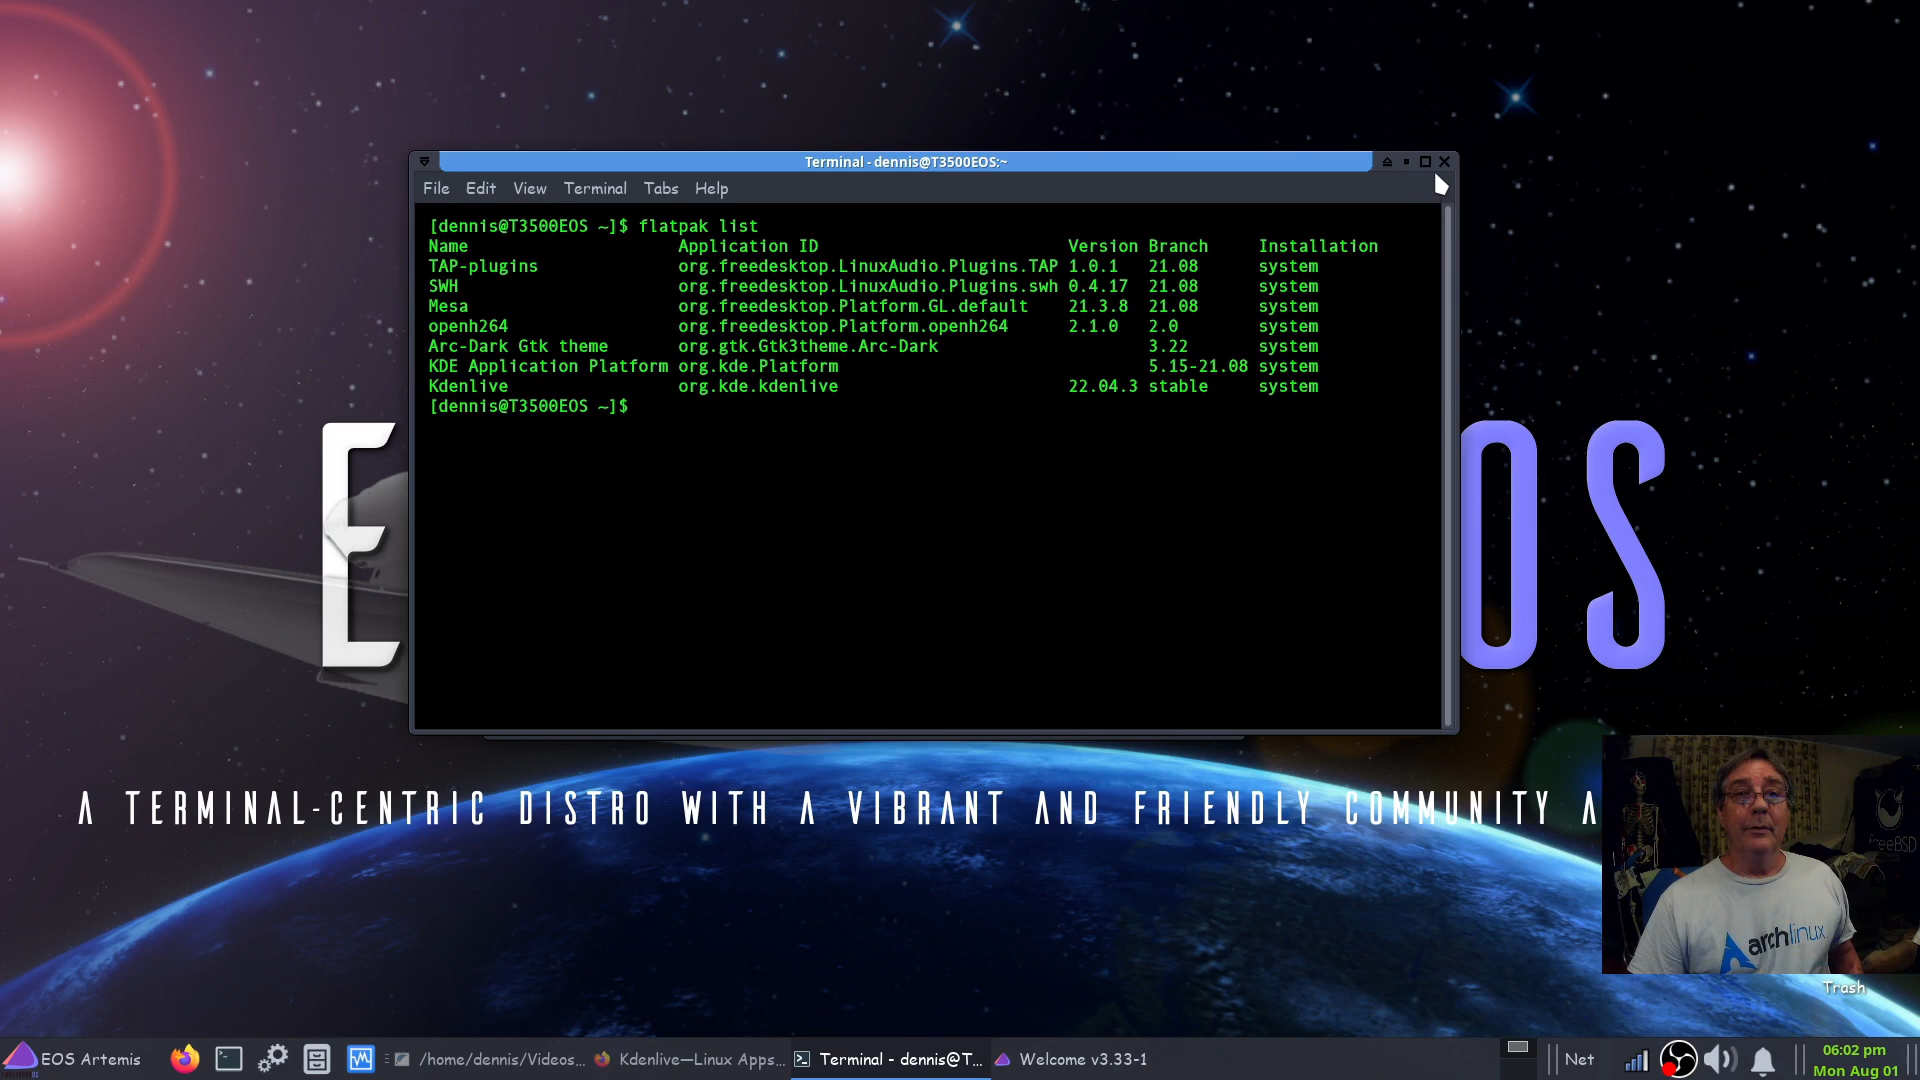 Terminal - dennis@T3500EOS:~
File Edit View Terminal Tabs Help
[dennis@T3500EOS ~]$ flatpak list
Name Application ID Version Branch Installation
TAP-plugins org.freedesktop.LinuxAudio.Plugins.TAP 1.0.1 21.08 system
SWH org.freedesktop.LinuxAudio.Plugins.swh 0.4.17 21.08 system
Mesa org.freedesktop.Platform.GL.default 21.3.8 21.08 system
openh264 org.freedesktop.Platform.openh264 2.1.0 2.0 system
Arc-Dark Gtk theme org.gtk.Gtk3theme.Arc-Dark 3.22 system
KDE Application Platform org.kde.Platform 5.15-21.08 system
Kdenlive org.kde.kdenlive 22.04.3 stable system
[dennis@T3500EOS ~]$
E OS
A TERMINAL-CENTRIC DISTRO WITH A VIBRANT AND FRIENDLY COMMUNITY A
freeBSD
archlinux
Trash
EOS Artemis /home/dennis/Videos... Kdenlive—Linux Apps... Terminal - dennis@T... Welcome v3.33-1 Net 06:02 pm
Mon Aug 01